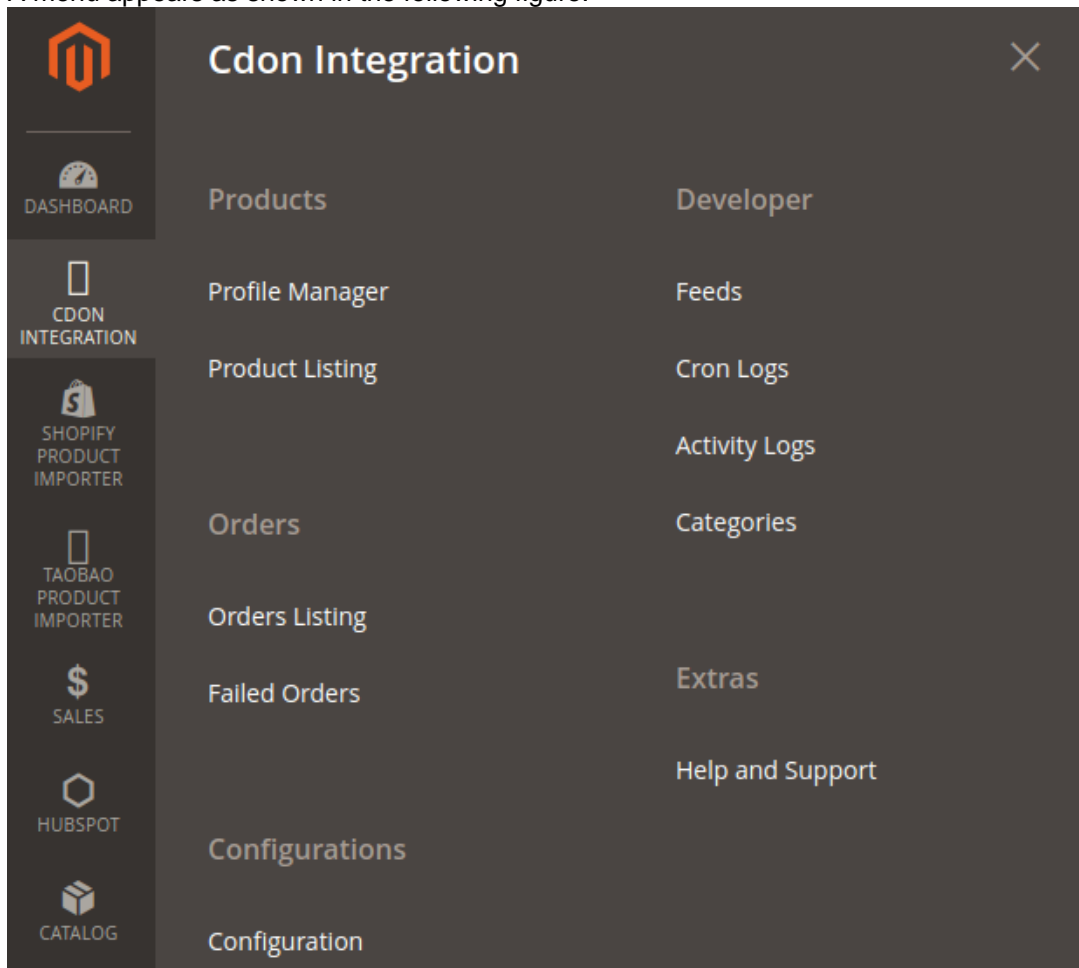 A menu appears as shown in the following figure:
Cdon Integration
DASHBOARD
CDON
INTEGRATION
SHOPIFY
PRODUCT
IMPORTER
TAOBAO
PRODUCT
IMPORTER
$
SALES
HUBSPOT
CATALOG
Products
Profile Manager
Product Listing
Orders
Orders Listing
Failed Orders
Configurations
Configuration
Developer
Feeds
Cron Logs
Activity Logs
Categories
Extras
Help and Support